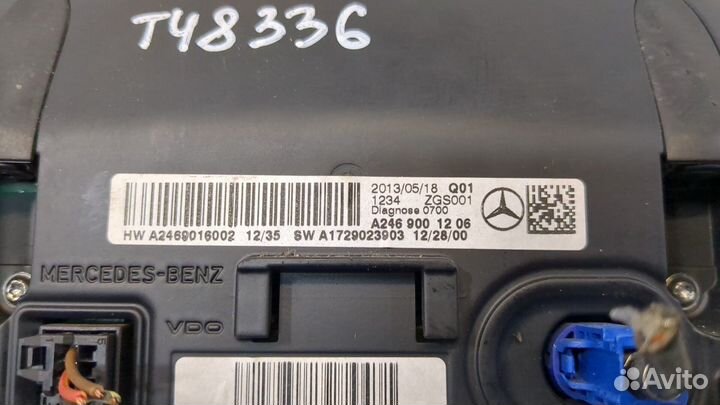 T48336
2013/05/18 Q01
1234 ZGS001
Diagnose 0700
A246 900 12 06
HW A2469016002 12/35 SW A1729023903 12/28/00
MERCEDES-BENZ
VDO
Avito